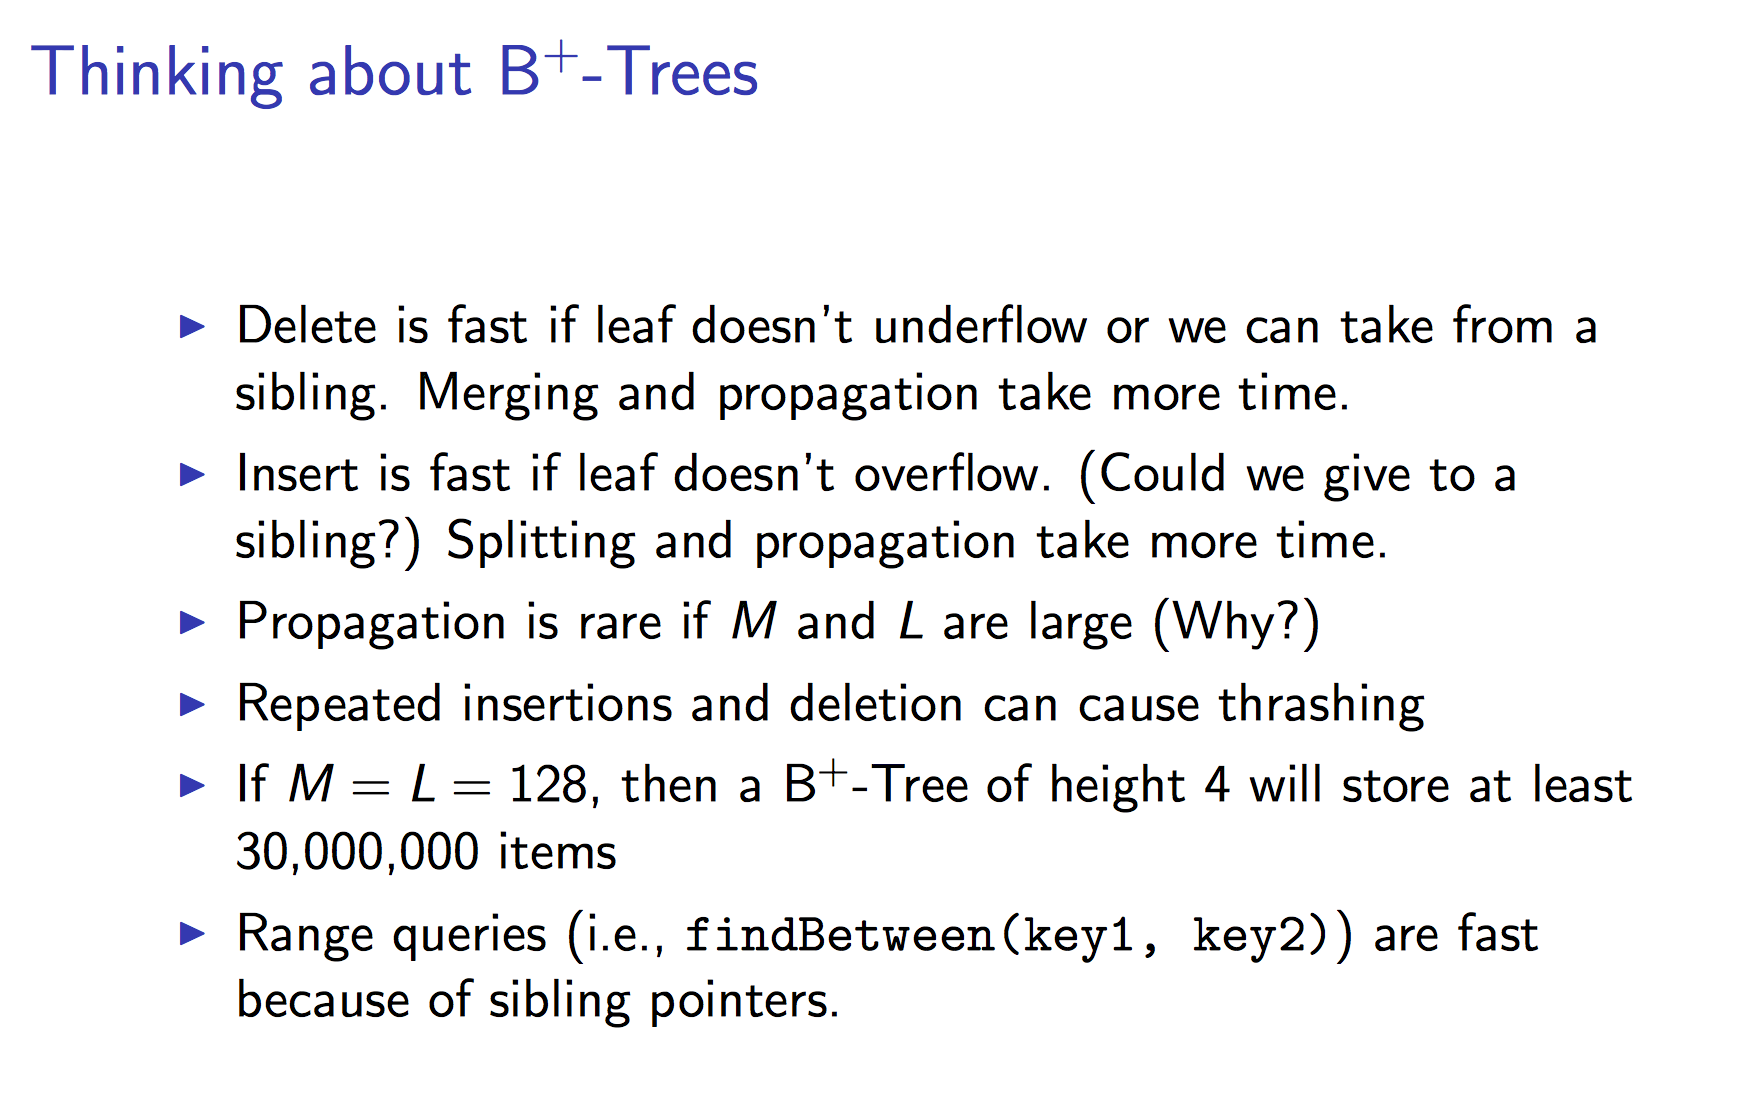 Thinking about B⁺-Trees
▶ Delete is fast if leaf doesn't underflow or we can take from a
sibling. Merging and propagation take more time.
▶ Insert is fast if leaf doesn't overflow. (Could we give to a
sibling?) Splitting and propagation take more time.
▶ Propagation is rare if M and L are large (Why?)
▶ Repeated insertions and deletion can cause thrashing
▶ If M = L = 128, then a B⁺-Tree of height 4 will store at least
30,000,000 items
▶ Range queries (i.e., findBetween(key1, key2)) are fast
because of sibling pointers.